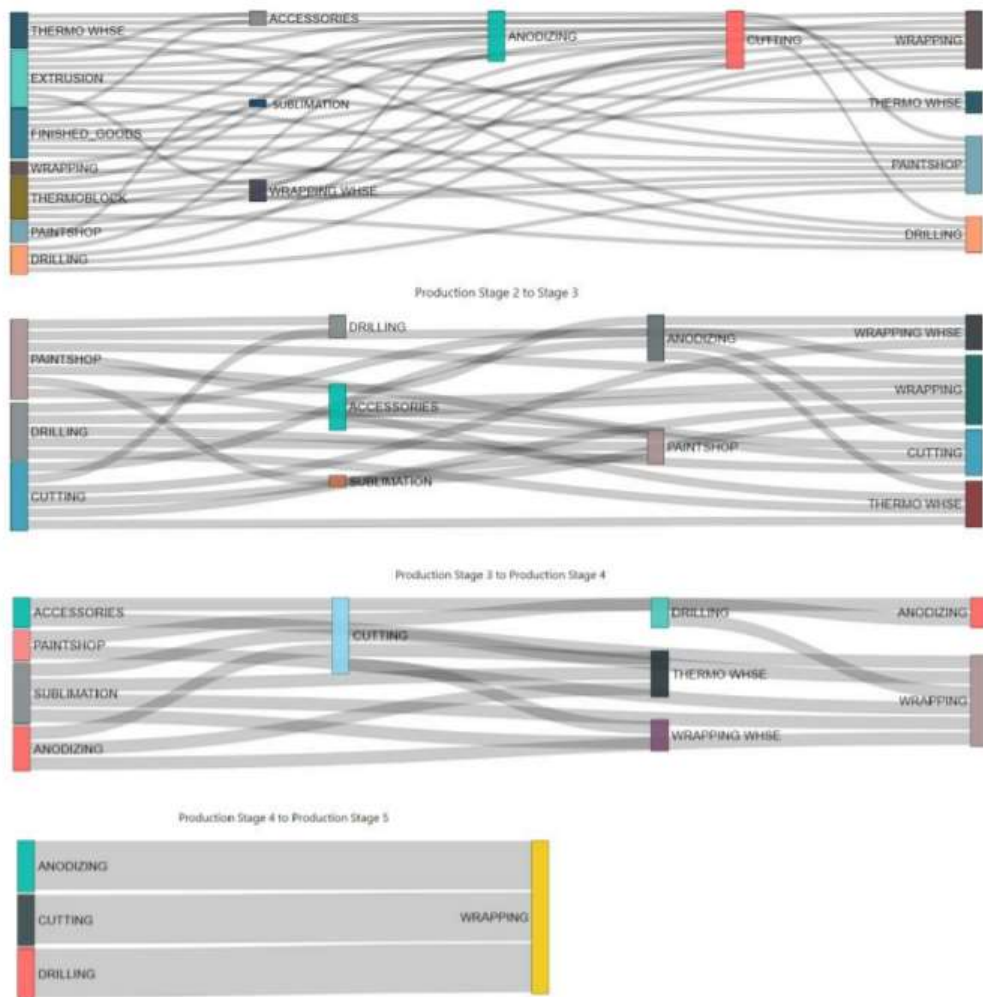 ACCESSORIES
THERMO WHSE
ANODIZING
CUTTING
WRAPPING
EXTRUSION
SUBLIMATION
THERMO WHSE
FINISHED_GOODS
WRAPPING
PAINTSHOP
THERMOBLOCK
WRAPPING WHSE
PAINTSHOP
DRILLING
DRILLING
Production Stage 2 to Stage 3
DRILLING
ANODIZING
WRAPPING WHSE
PAINTSHOP
WRAPPING
ACCESSORIES
DRILLING
PAINTSHOP
CUTTING
SUBLIMATION
CUTTING
THERMO WHSE
Production Stage 3 to Production Stage 4
ACCESSORIES
DRILLING
ANODIZING
CUTTING
PAINTSHOP
THERMO WHSE
SUBLIMATION
WRAPPING
WRAPPING WHSE
ANODIZING
Production Stage 4 to Production Stage 5
ANODIZING
CUTTING
WRAPPING
DRILLING